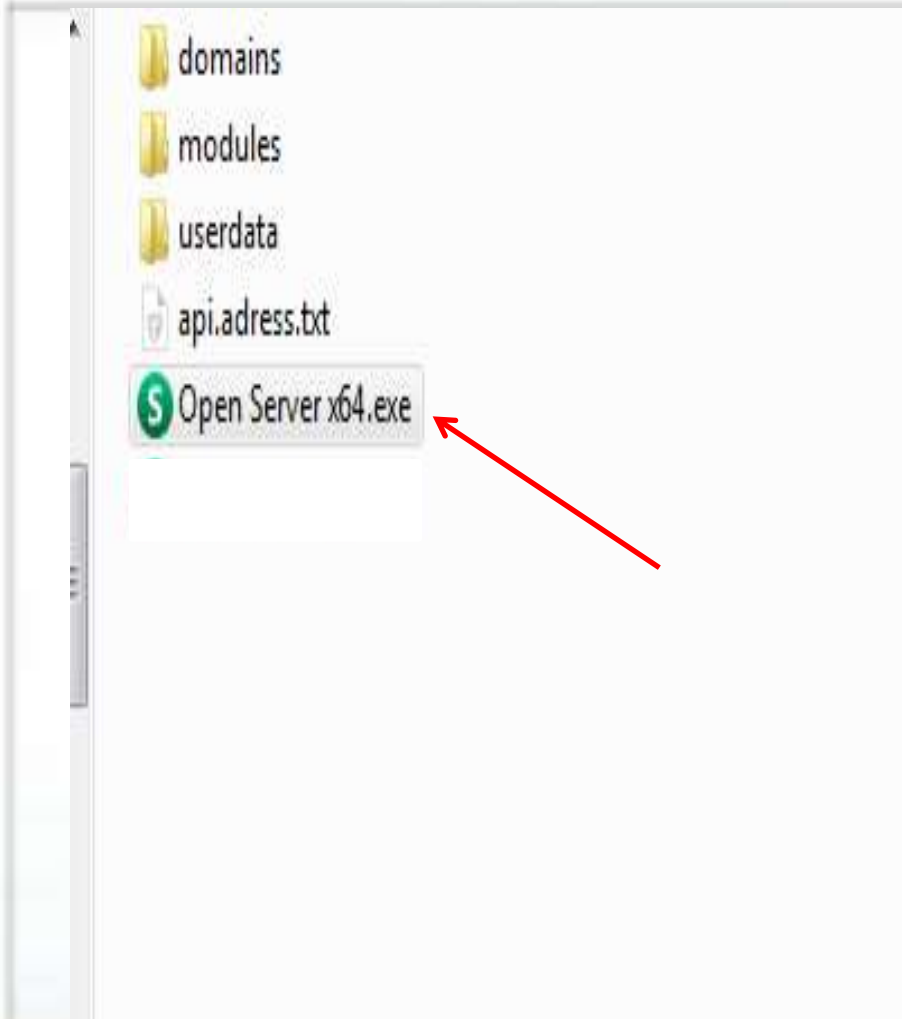 domains
modules
userdata
api.adress.txt
Open Server x64.exe